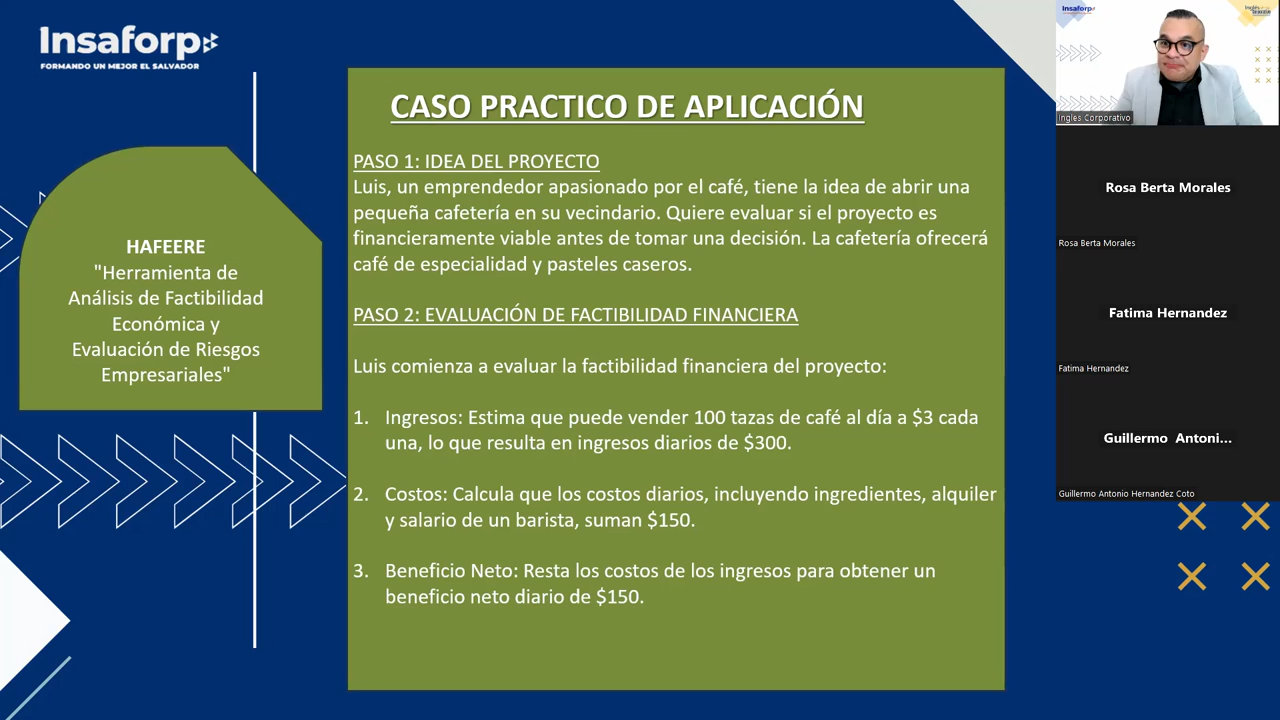 Insaforp
FORMANDO UN MEJOR EL SALVADOR
HAFEERE
"Herramienta de
Análisis de Factibilidad
Económica y
Evaluación de Riesgos
Empresariales"
CASO PRACTICO DE APLICACIÓN
PASO 1: IDEA DEL PROYECTO
Luis, un emprendedor apasionado por el café, tiene la idea de abrir una
pequeña cafetería en su vecindario. Quiere evaluar si el proyecto es
financieramente viable antes de tomar una decisión. La cafetería ofrecerá
café de especialidad y pasteles caseros.
PASO 2: EVALUACIÓN DE FACTIBILIDAD FINANCIERA
Luis comienza a evaluar la factibilidad financiera del proyecto:
1. Ingresos: Estima que puede vender 100 tazas de café al día a $3 cada
una, lo que resulta en ingresos diarios de $300.
2. Costos: Calcula que los costos diarios, incluyendo ingredientes, alquiler
y salario de un barista, suman $150.
3. Beneficio Neto: Resta los costos de los ingresos para obtener un
beneficio neto diario de $150.
Insaforp
Ingles Corporativo
Rosa Berta Morales
Rosa Berta Morales
Fatima Hernandez
Fatima Hernandez
Guillermo Antoni...
Guillermo Antonio Hernandez Coto